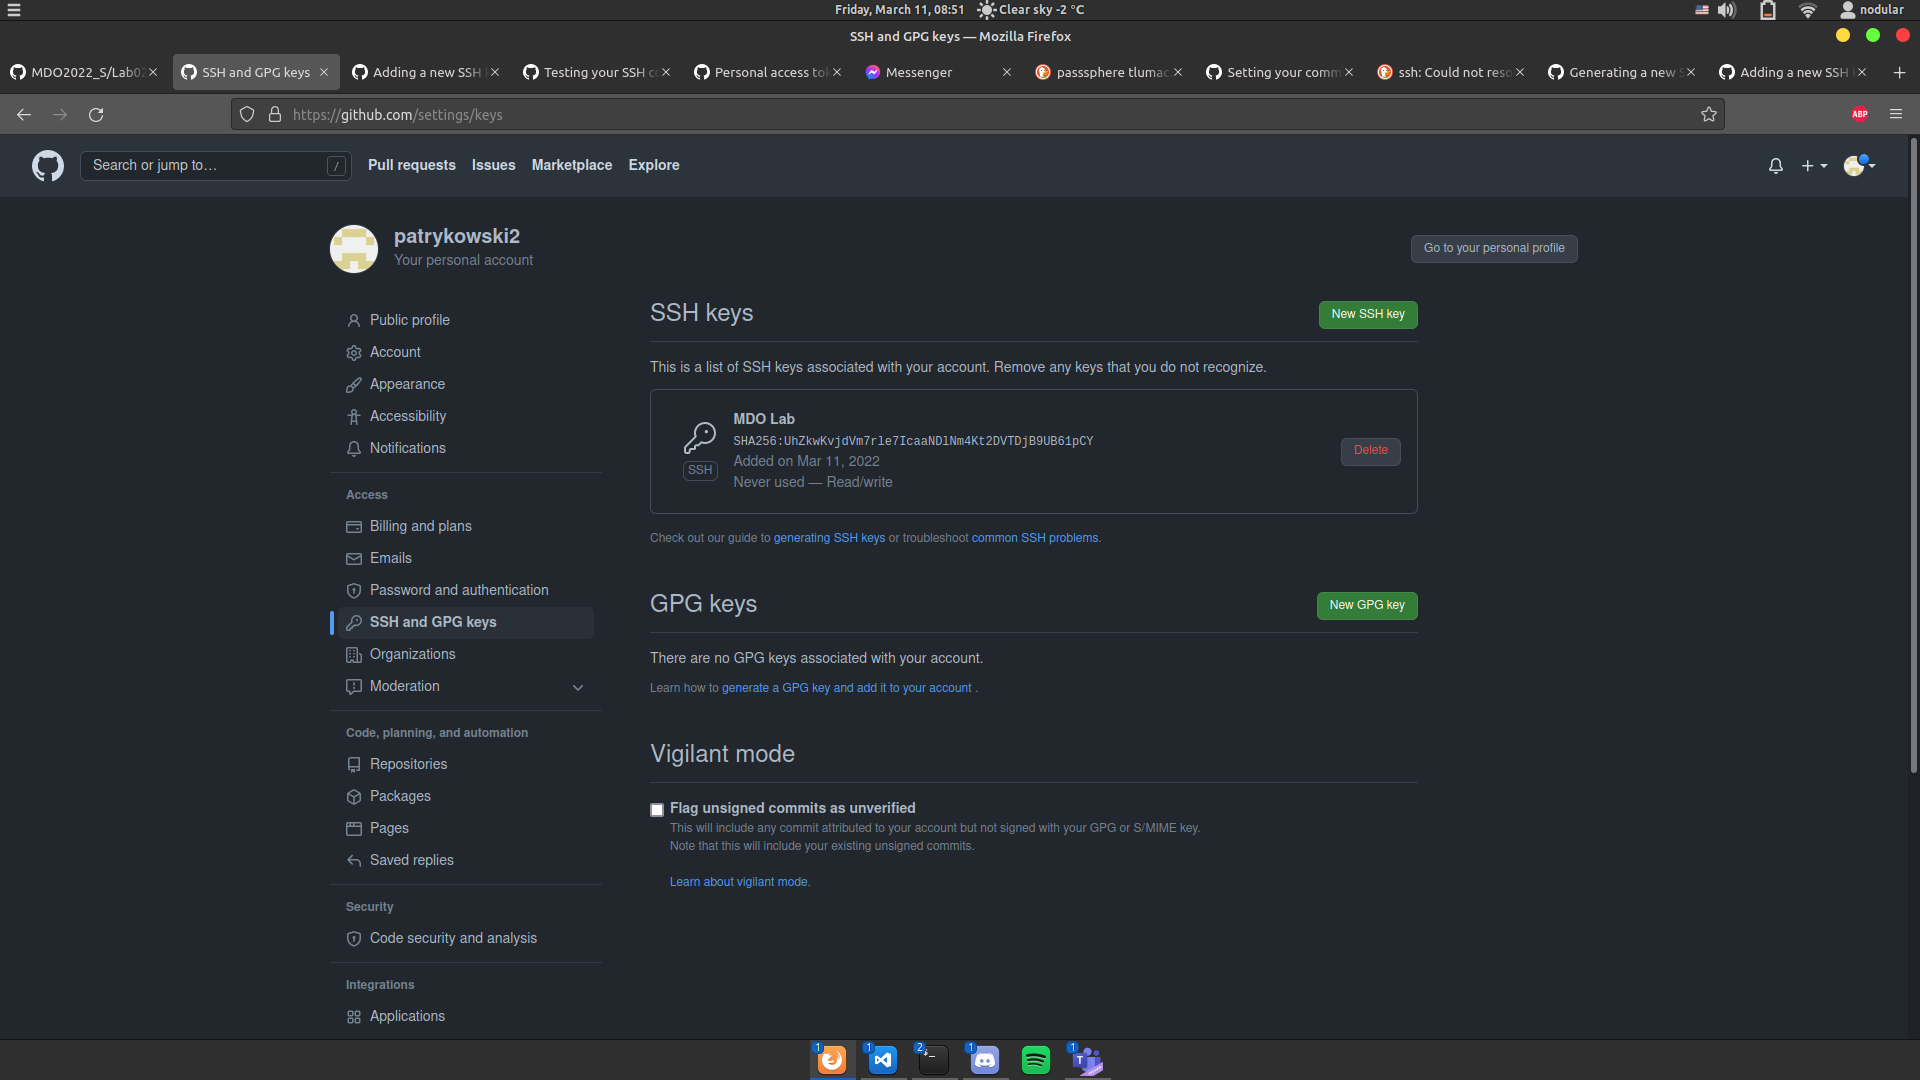 Friday, March 11, 08:51 Clear sky -2 °C
nodular
SSH and GPG keys — Mozilla Firefox
MDO2022_S/Lab02
SSH and GPG keys
Adding a new SSH
Testing your SSH co
Personal access tok
Messenger
passsphere tlumac
Setting your comm
ssh: Could not reso
Generating a new S
Adding a new SSH
https://github.com/settings/keys
ABP
Search or jump to… /
Pull requests Issues Marketplace Explore
patrykowski2
Your personal account
Go to your personal profile
Public profile
Account
Appearance
Accessibility
Notifications
Access
Billing and plans
Emails
Password and authentication
SSH and GPG keys
Organizations
Moderation
Code, planning, and automation
Repositories
Packages
Pages
Saved replies
Security
Code security and analysis
Integrations
Applications
SSH keys
New SSH key
This is a list of SSH keys associated with your account. Remove any keys that you do not recognize.
MDO Lab
SHA256:UhZkwKvjdVm7rle7IcaaNDlNm4Kt2DVTDjB9UB61pCY
Added on Mar 11, 2022
Never used — Read/write
SSH
Delete
Check out our guide to generating SSH keys or troubleshoot common SSH problems.
GPG keys
New GPG key
There are no GPG keys associated with your account.
Learn how to generate a GPG key and add it to your account .
Vigilant mode
Flag unsigned commits as unverified
This will include any commit attributed to your account but not signed with your GPG or S/MIME key.
Note that this will include your existing unsigned commits.
Learn about vigilant mode.
1 1 2 1 1